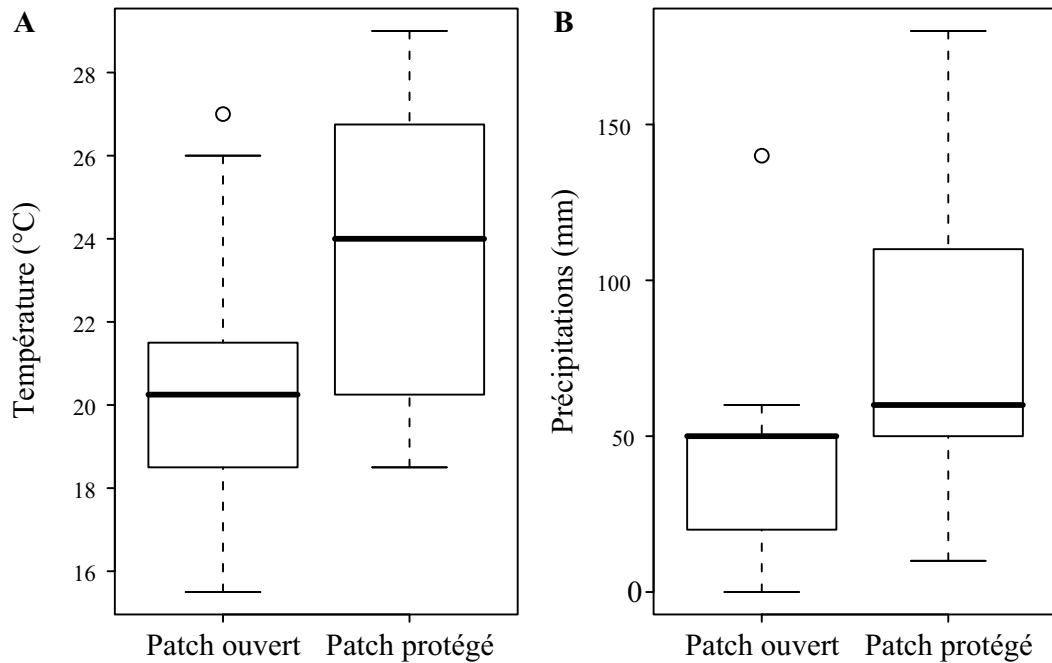 A
Température (°C)
28
26
24
22
20
18
16
Patch ouvert
Patch protégé
B
Précipitations (mm)
150
100
50
0
Patch ouvert
Patch protégé